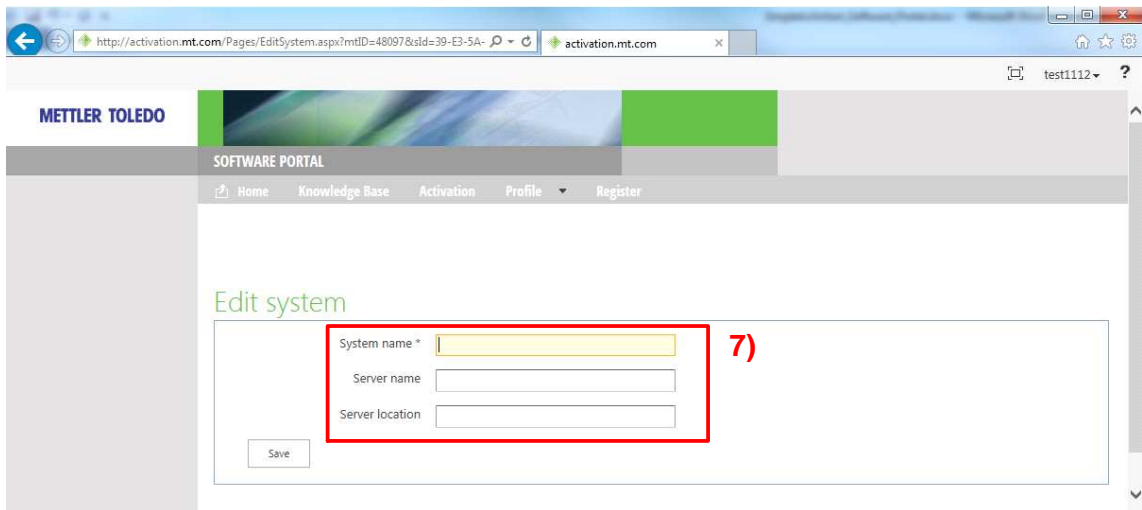 http://activation.mt.com/Pages/EditSystem.aspx?mtID=48097&sId=39-E3-5A-
activation.mt.com
test1112
?
METTLER TOLEDO
SOFTWARE PORTAL
Home Knowledge Base Activation Profile Register
Edit system
System name *
7)
Server name
Server location
Save